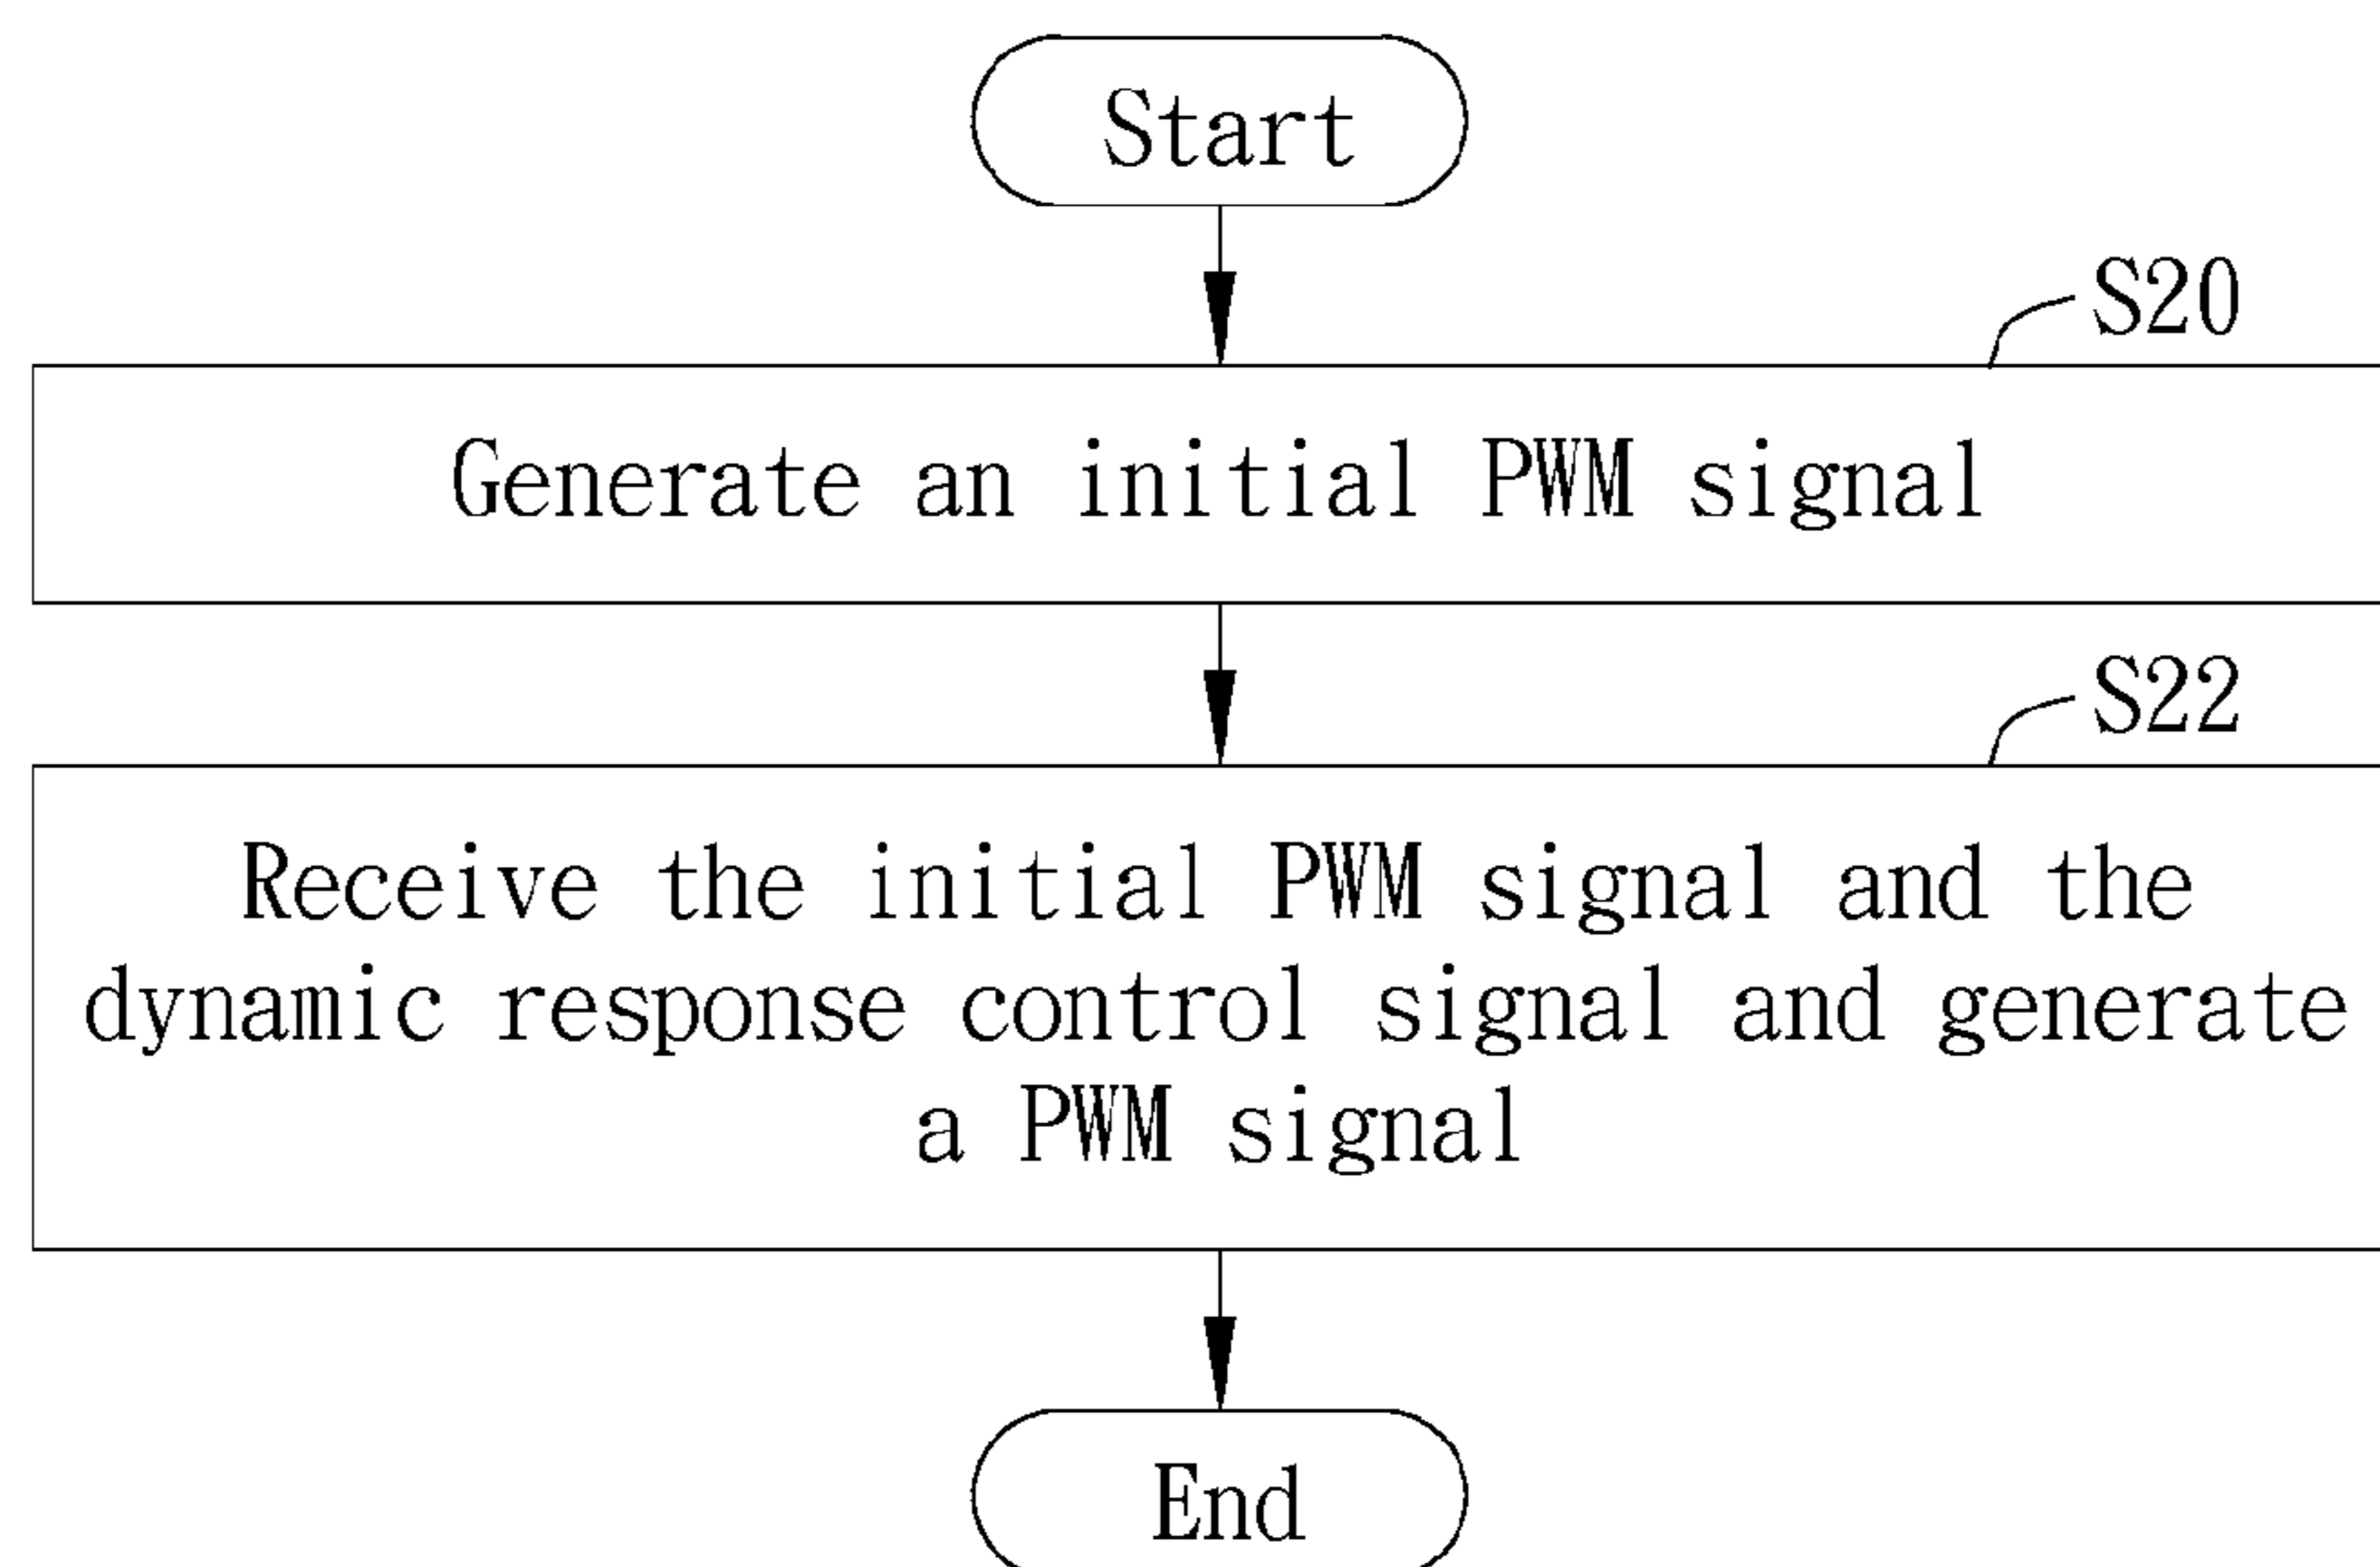 Start
S20
Generate an initial PWM signal
S22
Receive the initial PWM signal and the
dynamic response control signal and generate
a PWM signal
End